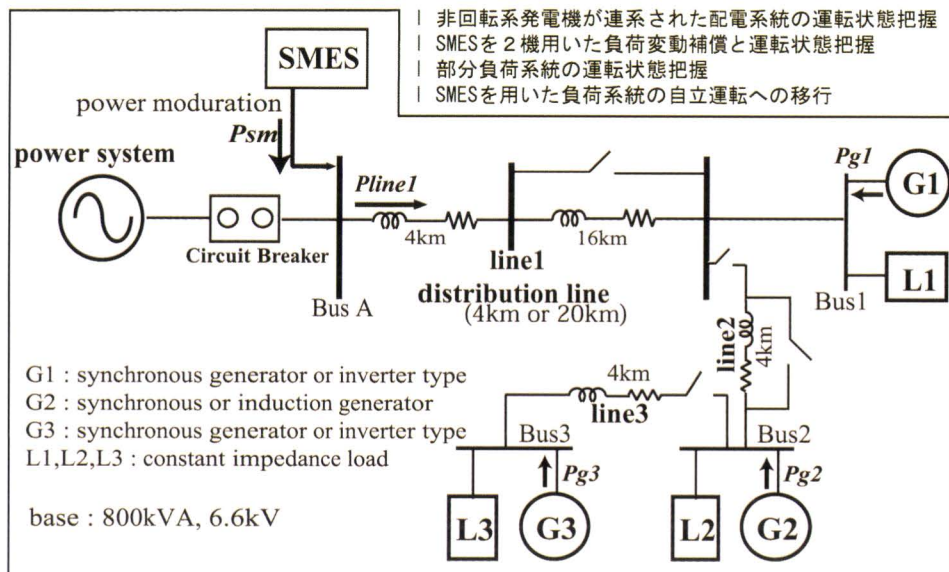 | 非回転系発電機が連系された配電系統の運転状態把握
| SMESを２機用いた負荷変動補償と運転状態把握
| 部分負荷系統の運転状態把握
| SMESを用いた負荷系統の自立運転への移行
SMES
power moduration
Psm
power system
Circuit Breaker
Bus A
Pline1
4km
line1
16km
distribution line
(4km or 20km)
Pg1
G1
L1
Bus1
line2
4km
4km
line3
G1 : synchronous generator or inverter type
G2 : synchronous or induction generator
G3 : synchronous generator or inverter type
L1,L2,L3 : constant impedance load
base : 800kVA, 6.6kV
Bus3
Pg3
L3
G3
Bus2
Pg2
L2
G2